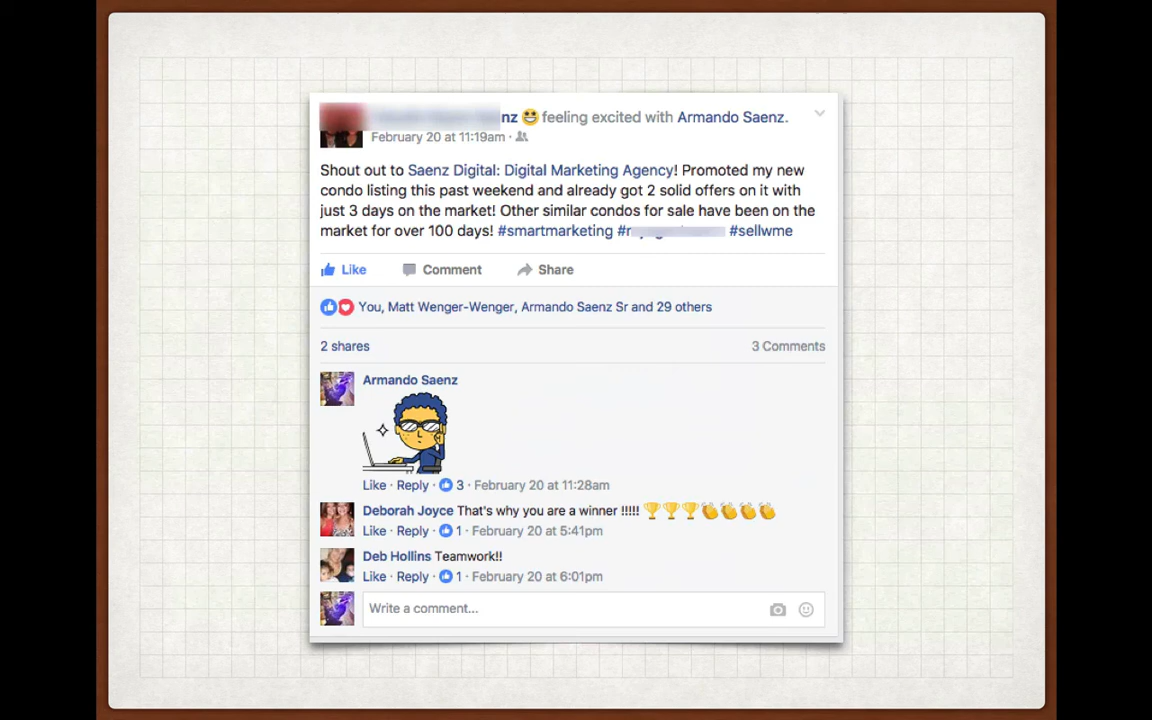 nz feeling excited with Armando Saenz.
February 20 at 11:19am ·
Shout out to Saenz Digital: Digital Marketing Agency! Promoted my new
condo listing this past weekend and already got 2 solid offers on it with
just 3 days on the market! Other similar condos for sale have been on the
market for over 100 days! #smartmarketing #sellwme
Like Comment Share
You, Matt Wenger-Wenger, Armando Saenz Sr and 29 others
2 shares 3 Comments
Armando Saenz
Like · Reply · 3 · February 20 at 11:28am
Deborah Joyce That's why you are a winner !!!!! 🏆🏆🏆👏👏👏👏
Like · Reply · 1 · February 20 at 5:41pm
Deb Hollins Teamwork!!
Like · Reply · 1 · February 20 at 6:01pm
Write a comment...